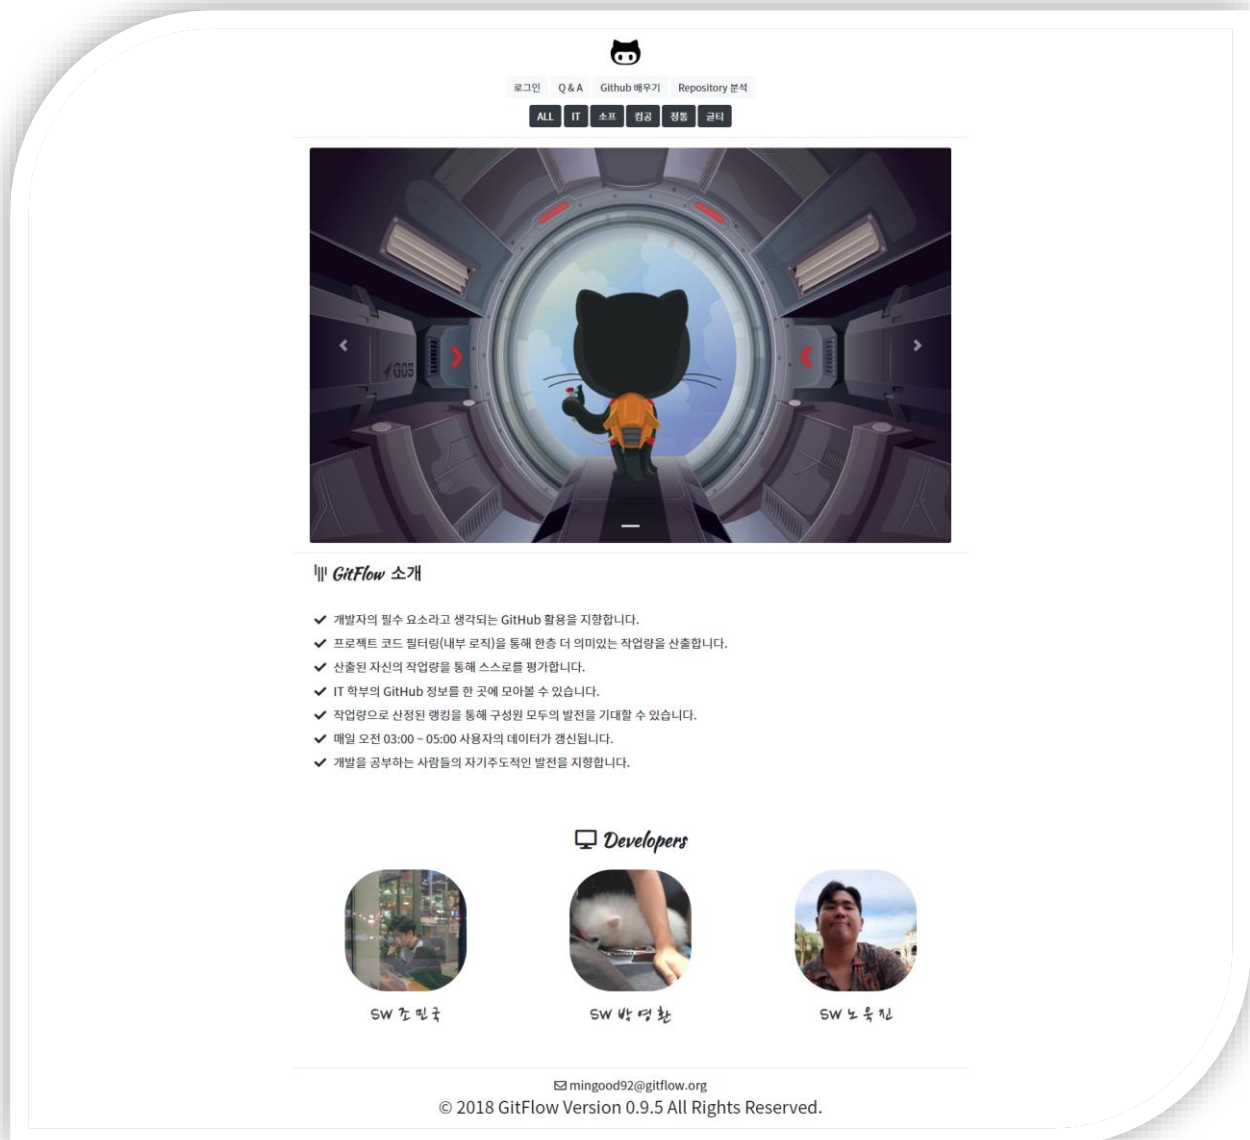 로그인 Q & A Github 배우기 Repository 분석
ALL IT 소프 컴공 정통 글티
G05
GitFlow 소개
개발자의 필수 요소라고 생각되는 GitHub 활용을 지향합니다.
프로젝트 코드 필터링(내부 로직)을 통해 한층 더 의미있는 작업량을 산출합니다.
산출된 자신의 작업량을 통해 스스로를 평가합니다.
IT 학부의 GitHub 정보를 한 곳에 모아볼 수 있습니다.
작업량으로 산정된 랭킹을 통해 구성원 모두의 발전을 기대할 수 있습니다.
매일 오전 03:00 ~ 05:00 사용자의 데이터가 갱신됩니다.
개발을 공부하는 사람들의 자기주도적인 발전을 지향합니다.
Developers
SW 조민국 SW 박영환 SW 노욱진
mingood92@gitflow.org
© 2018 GitFlow Version 0.9.5 All Rights Reserved.